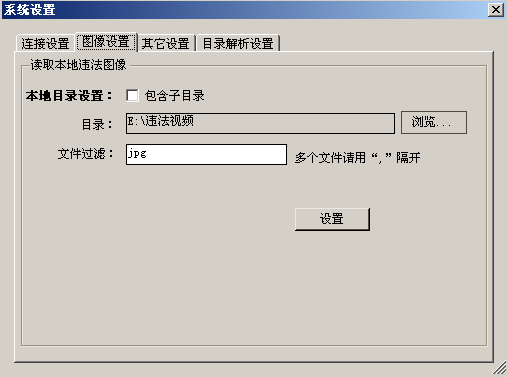 系统设置
连接设置 图像设置 其它设置 目录解析设置
读取本地违法图像
本地目录设置： 包含子目录
目录： E:\违法视频 浏览...
文件过滤： jpg 多个文件请用“,”隔开
设置